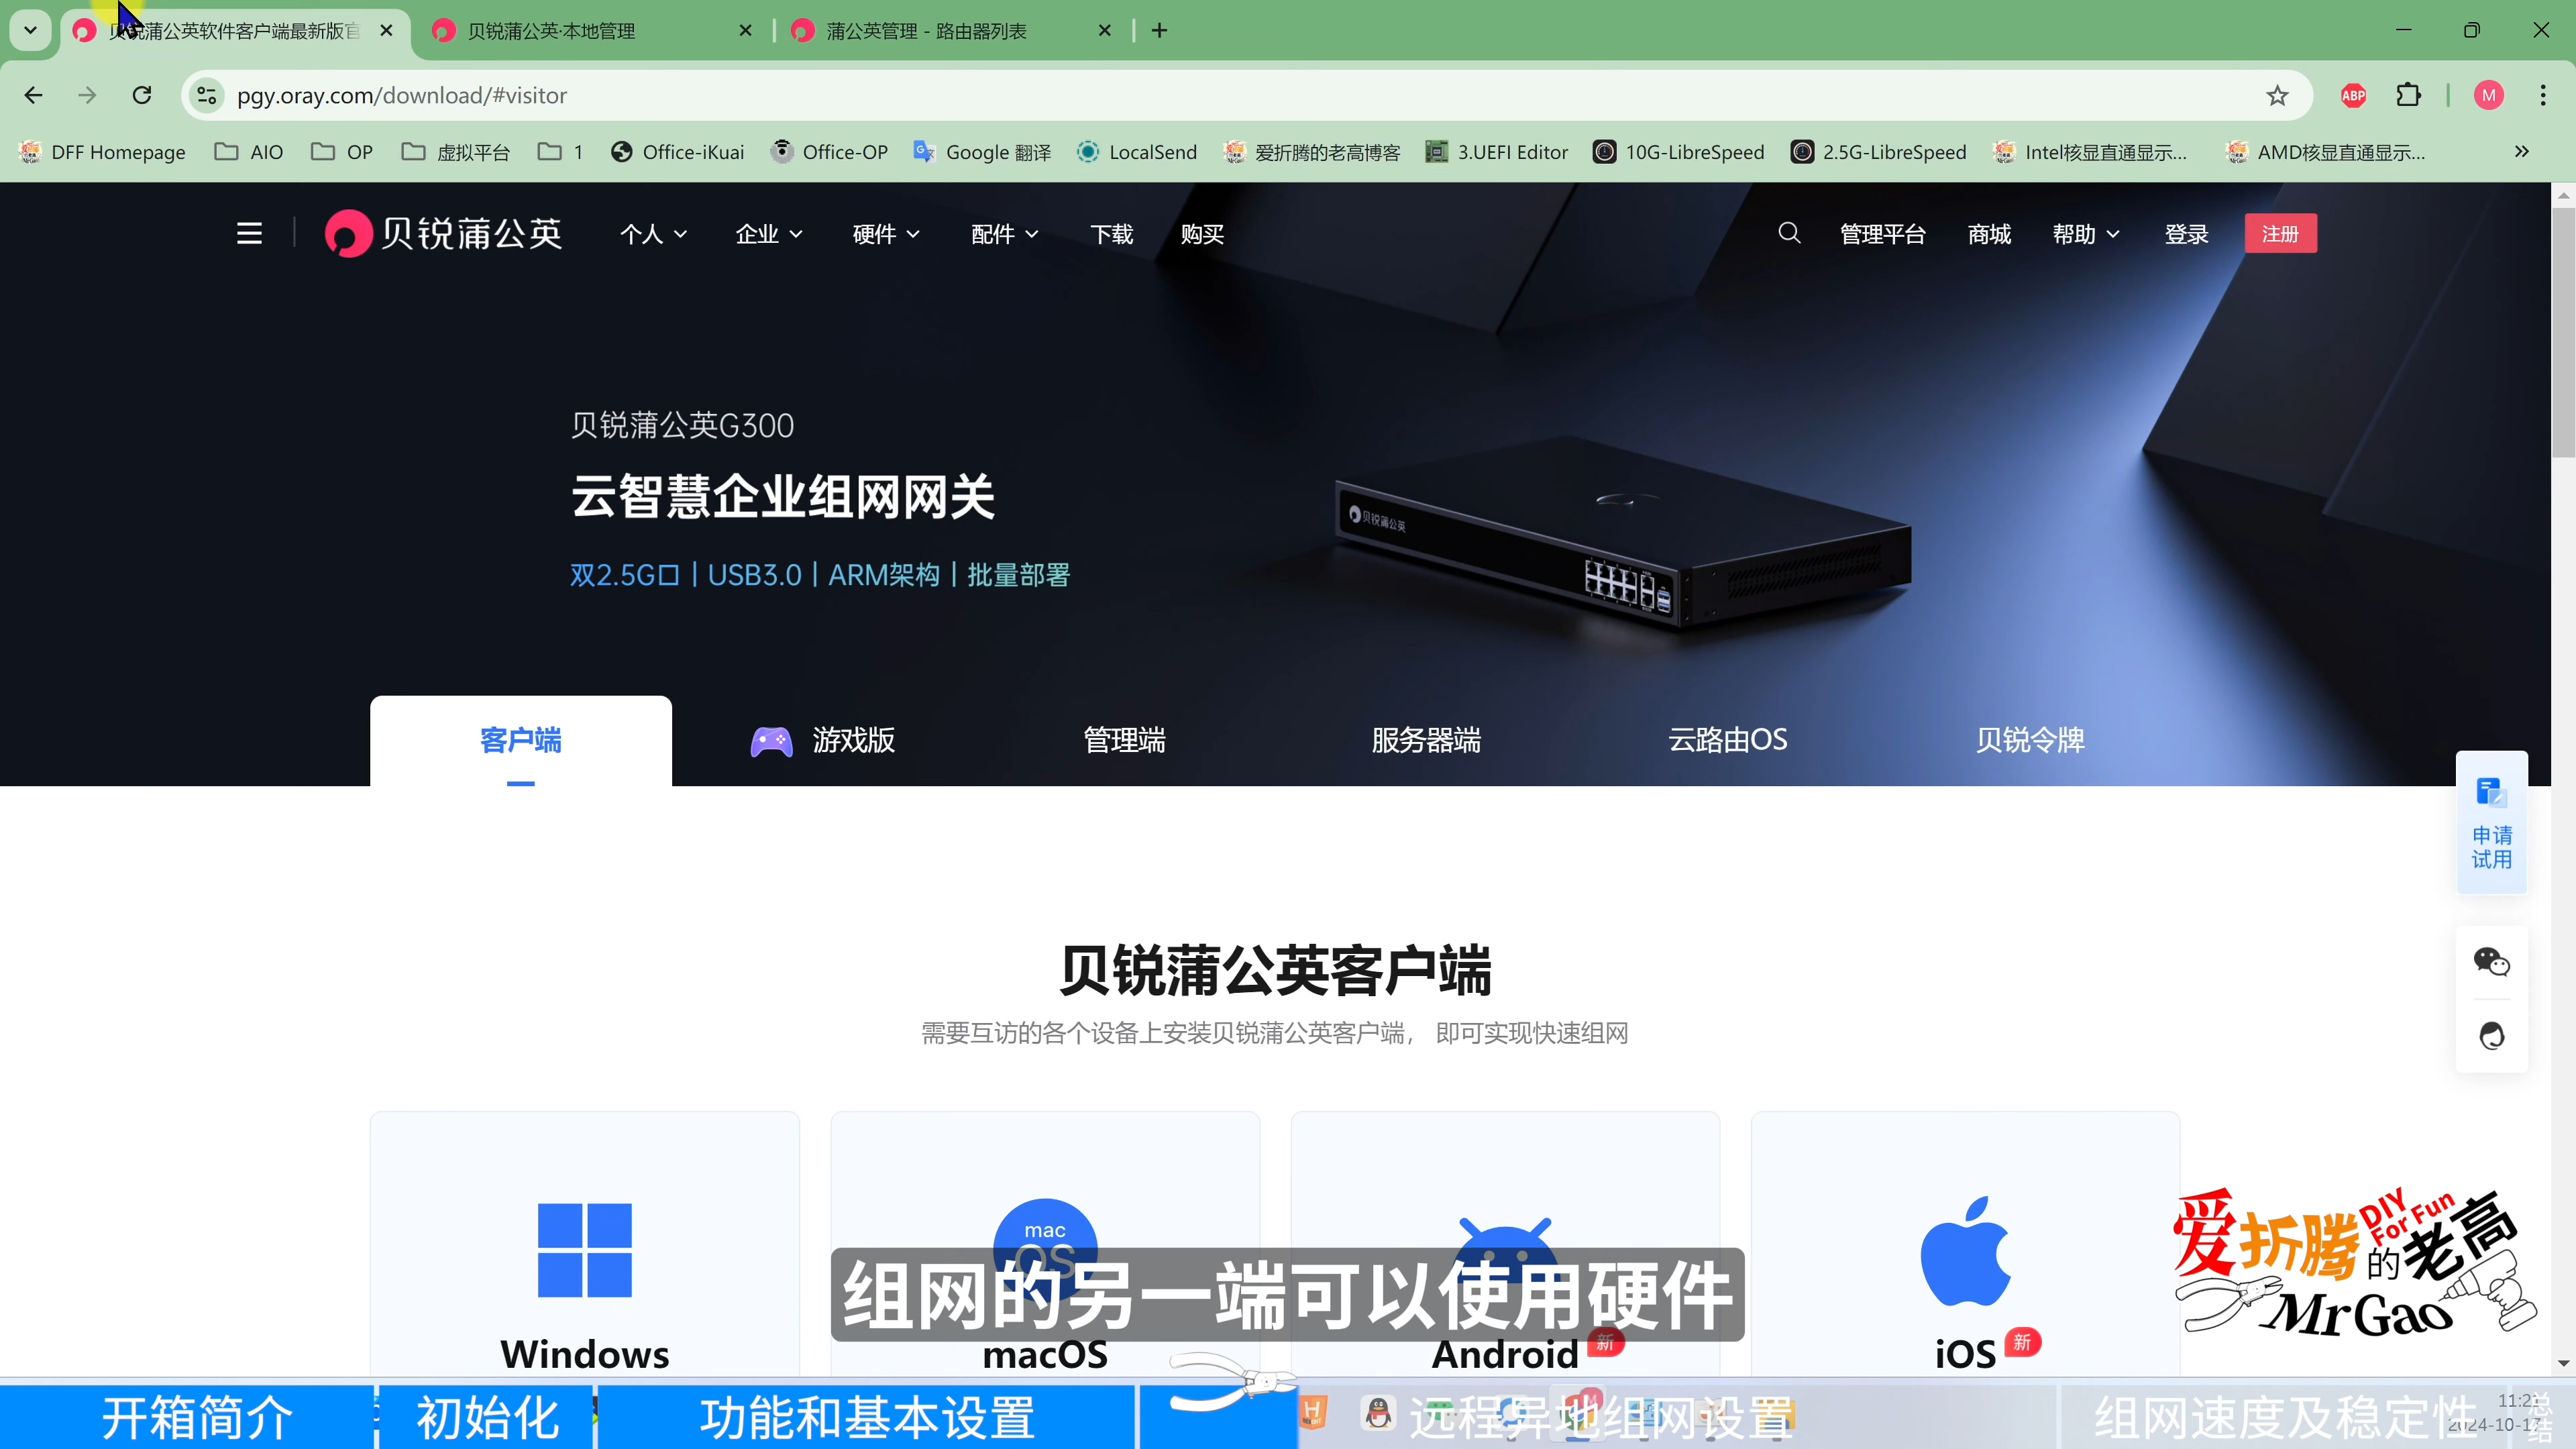 贝锐蒲公英软件客户端最新版官
贝锐蒲公英·本地管理
蒲公英管理 - 路由器列表
pgy.oray.com/download/#visitor
ABP
M
DFF Homepage
AIO
OP
虚拟平台
1
Office-iKuai
Office-OP
Google 翻译
LocalSend
爱折腾的老高博客
3.UEFI Editor
10G-LibreSpeed
2.5G-LibreSpeed
Intel核显直通显示...
AMD核显直通显示...
贝锐蒲公英
个人
企业
硬件
配件
下载
购买
管理平台
商城
帮助
登录
注册
贝锐蒲公英G300
云智慧企业组网网关
双2.5G口 | USB3.0 | ARM架构 | 批量部署
贝锐蒲公英
客户端
游戏版
管理端
服务器端
云路由OS
贝锐令牌
申请
试用
贝锐蒲公英客户端
需要互访的各个设备上安装贝锐蒲公英客户端， 即可实现快速组网
mac
OS
组网的另一端可以使用硬件
Windows
macOS
Android
新
iOS
新
爱折腾的老高
DIY
For Fun
MrGao
开箱简介
初始化
功能和基本设置
远程异地组网设置
组网速度及稳定性
总结
11:21